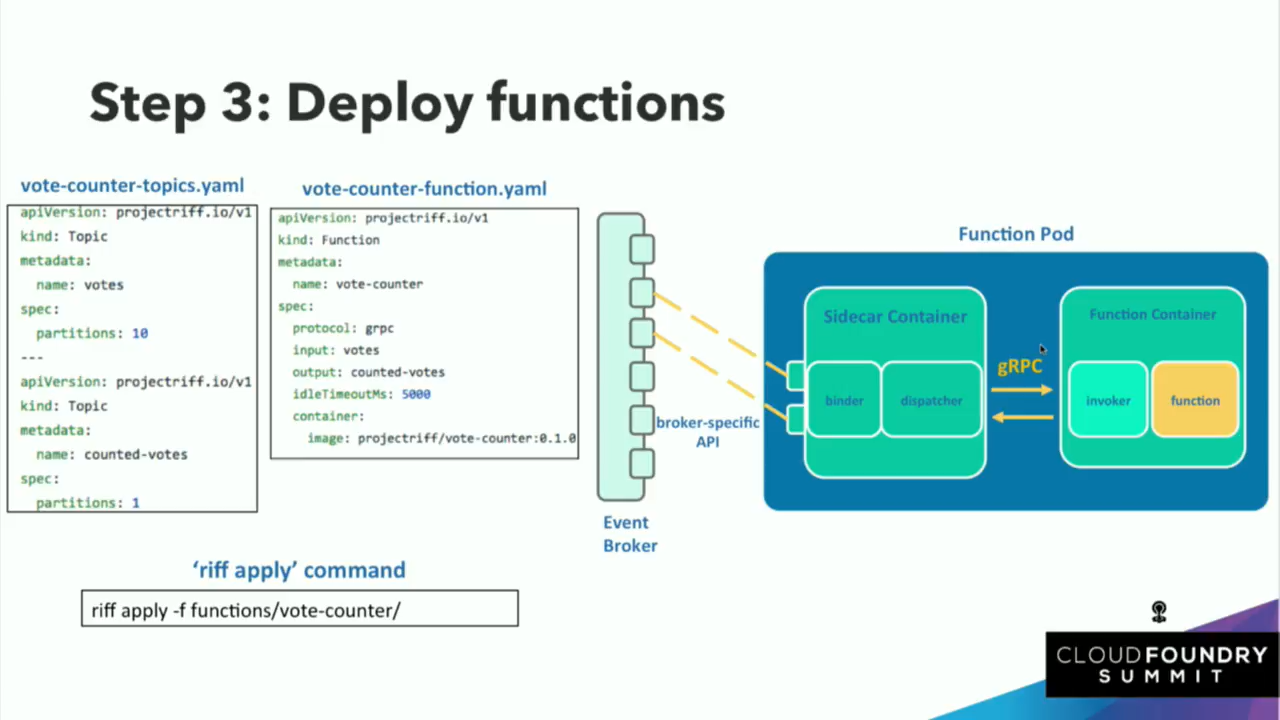 Step 3: Deploy functions
vote-counter-topics.yaml
apiVersion: projectriff.io/v1
kind: Topic
metadata:
name: votes
spec:
partitions: 10
---
apiVersion: projectriff.io/v1
kind: Topic
metadata:
name: counted-votes
spec:
partitions: 1
vote-counter-function.yaml
apiVersion: projectriff.io/v1
kind: Function
metadata:
name: vote-counter
spec:
protocol: grpc
input: votes
output: counted-votes
idleTimeoutMs: 5000
container:
image: projectriff/vote-counter:0.1.0
Event
Broker
broker-specific
API
Function Pod
Sidecar Container
binder
dispatcher
gRPC
Function Container
invoker
function
‘riff apply’ command
riff apply -f functions/vote-counter/
CLOUDFOUNDRY
SUMMIT